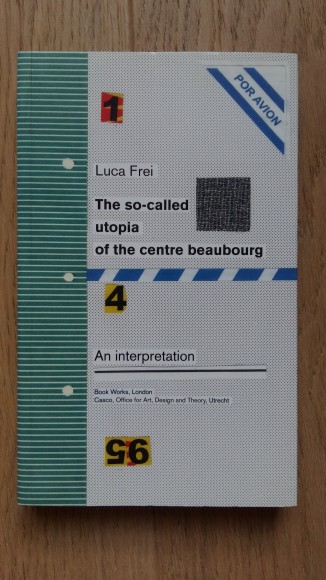 POR AVION
1
Luca Frei
The so-called
utopia
of the centre beaubourg
4
An interpretation
Book Works, London
Casco, Office for Art, Design and Theory, Utrecht
95